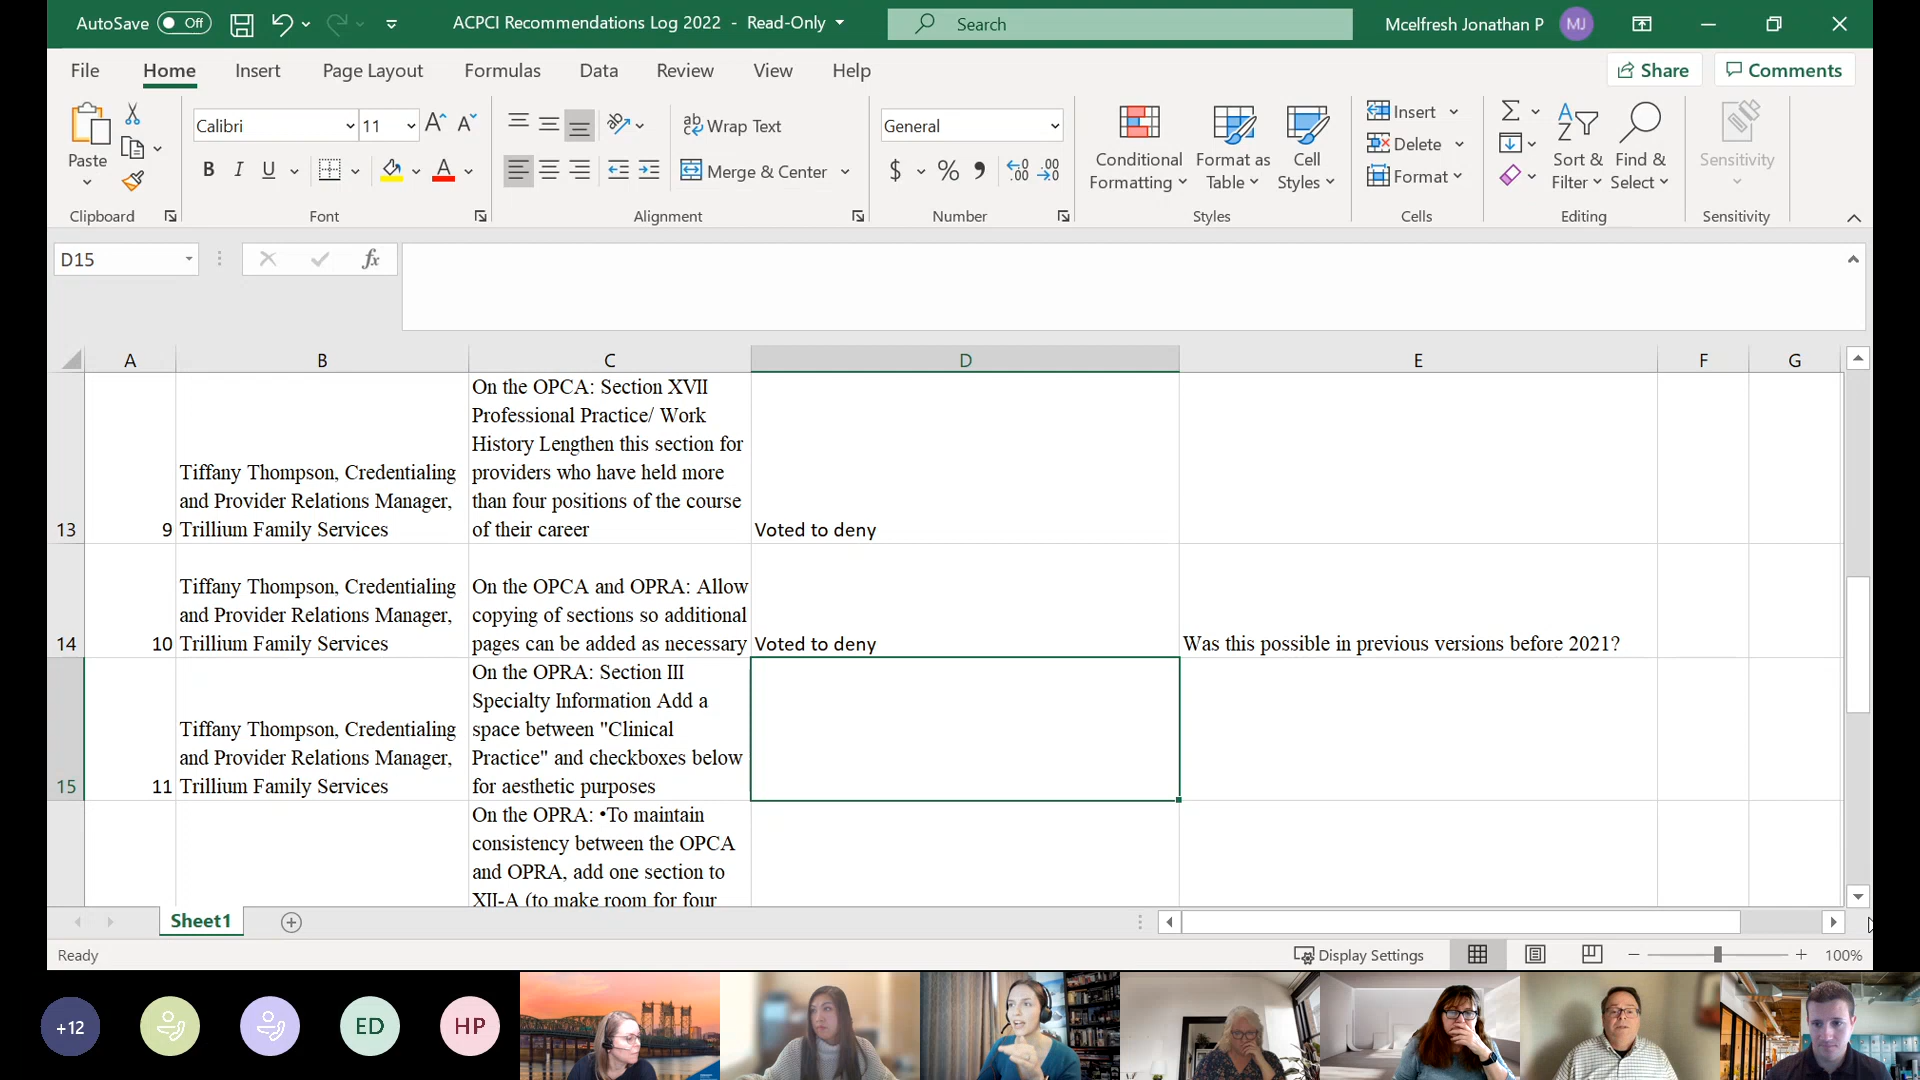 AutoSave Off ACPCI Recommendations Log 2022 - Read-Only Search Mcelfresh Jonathan P MJ
File Home Insert Page Layout Formulas Data Review View Help Share Comments
Paste
Clipboard
Calibri 11
B I U
Font
Wrap Text
Merge & Center
Alignment
General
$ %
Number
Conditional Formatting
Format as Table
Cell Styles
Styles
Insert
Delete
Format
Cells
Sort & Filter
Find & Select
Editing
Sensitivity
Sensitivity
D15 fx
A B C D E F G
13
9
Tiffany Thompson, Credentialing
and Provider Relations Manager,
Trillium Family Services
On the OPCA: Section XVII
Professional Practice/ Work
History Lengthen this section for
providers who have held more
than four positions of the course
of their career
Voted to deny
14
10
Tiffany Thompson, Credentialing
and Provider Relations Manager,
Trillium Family Services
On the OPCA and OPRA: Allow
copying of sections so additional
pages can be added as necessary
Voted to deny
Was this possible in previous versions before 2021?
15
11
Tiffany Thompson, Credentialing
and Provider Relations Manager,
Trillium Family Services
On the OPRA: Section III
Specialty Information Add a
space between "Clinical
Practice" and checkboxes below
for aesthetic purposes
On the OPRA: •To maintain
consistency between the OPCA
and OPRA, add one section to
XII-A (to make room for four
Sheet1
Ready Display Settings 100%
+12 ED HP